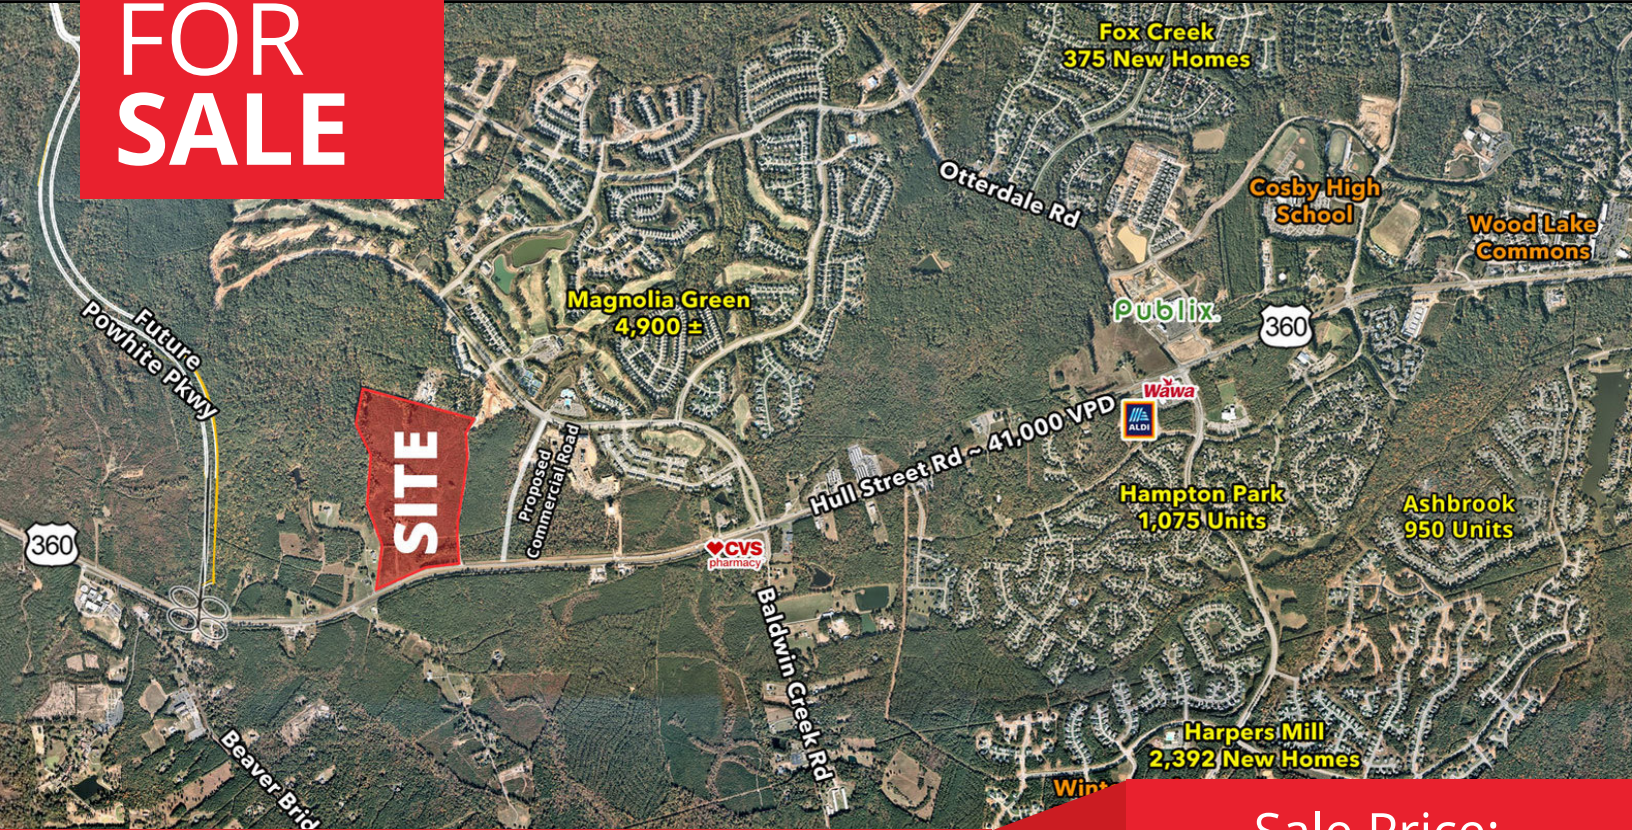 FOR
SALE
Fox Creek
375 New Homes
Otterdale Rd
Cosby High
School
Wood Lake
Commons
Magnolia Green
4,900 ±
Publix.
360
Future
Powhite Pkwy
Wawa
ALDI
Hull Street Rd ~ 41,000 VPD
SITE
Proposed
Commercial Road
Hampton Park
1,075 Units
Ashbrook
950 Units
360
CVS
pharmacy
Baldwin Creek Rd
Beaver Brid
Harpers Mill
2,392 New Homes
Wint
Sale Price: